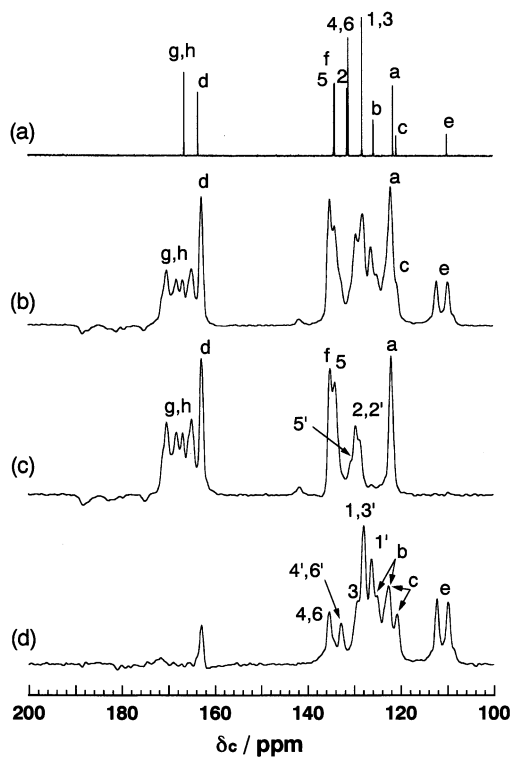 4,6 1,3
g,h
d
f
5 2
a
b
c
e
(a)
d
a
g,h
c
e
(b)
d
f 5
a
g,h
2,2'
5'
(c)
1,3'
1'
b
4',6'
3
c
e
4,6
(d)
200 180 160 140 120 100
δc / ppm